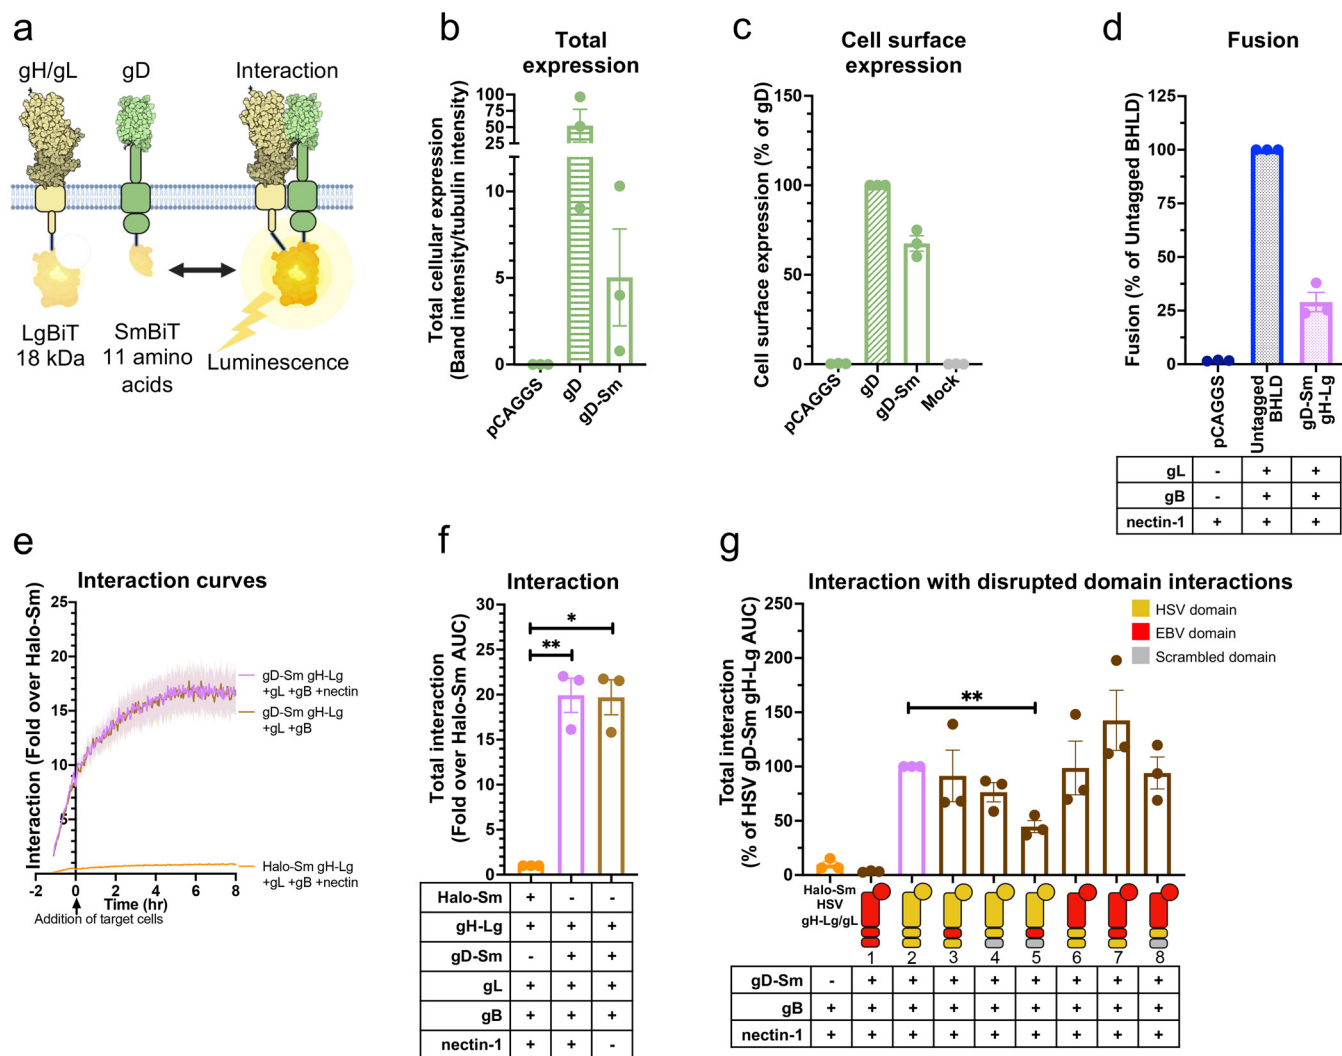 a
gH/gL
gD
Interaction
LgBiT
18 kDa
SmBiT
11 amino
acids
Luminescence
b
Total
expression
Total cellular expression
(Band intensity/tubulin intensity)
100
75
50
25
10
5
0
pCAGGS
gD
gD-Sm
c
Cell surface
expression
Cell surface expression (% of gD)
150
100
50
0
pCAGGS
gD
gD-Sm
Mock
d
Fusion
Fusion (% of Untagged BHLD)
125
100
75
50
25
0
pCAGGS
Untagged
BHLD
gD-Sm
gH-Lg
gL - + +
gB - + +
nectin-1 + + +
e
Interaction curves
Interaction (Fold over Halo-Sm)
25
20
15
10
5
-2 0 2 4 6 8
Time (hr)
Addition of target cells
gD-Sm gH-Lg
+gL +gB +nectin
gD-Sm gH-Lg
+gL +gB
Halo-Sm gH-Lg
+gL +gB +nectin
f
Interaction
Total interaction
(Fold over Halo-Sm AUC)
30
25
20
15
10
5
0
*
**
Halo-Sm + - -
gH-Lg + + +
gD-Sm - + +
gL + + +
gB + + +
nectin-1 + + -
g
Interaction with disrupted domain interactions
Total interaction
(% of HSV gD-Sm gH-Lg AUC)
250
200
150
100
50
0
HSV domain
EBV domain
Scrambled domain
**
Halo-Sm
HSV
gH-Lg/gL
1 2 3 4 5 6 7 8
gD-Sm - + + + + + + + +
gB + + + + + + + + +
nectin-1 + + + + + + + + +